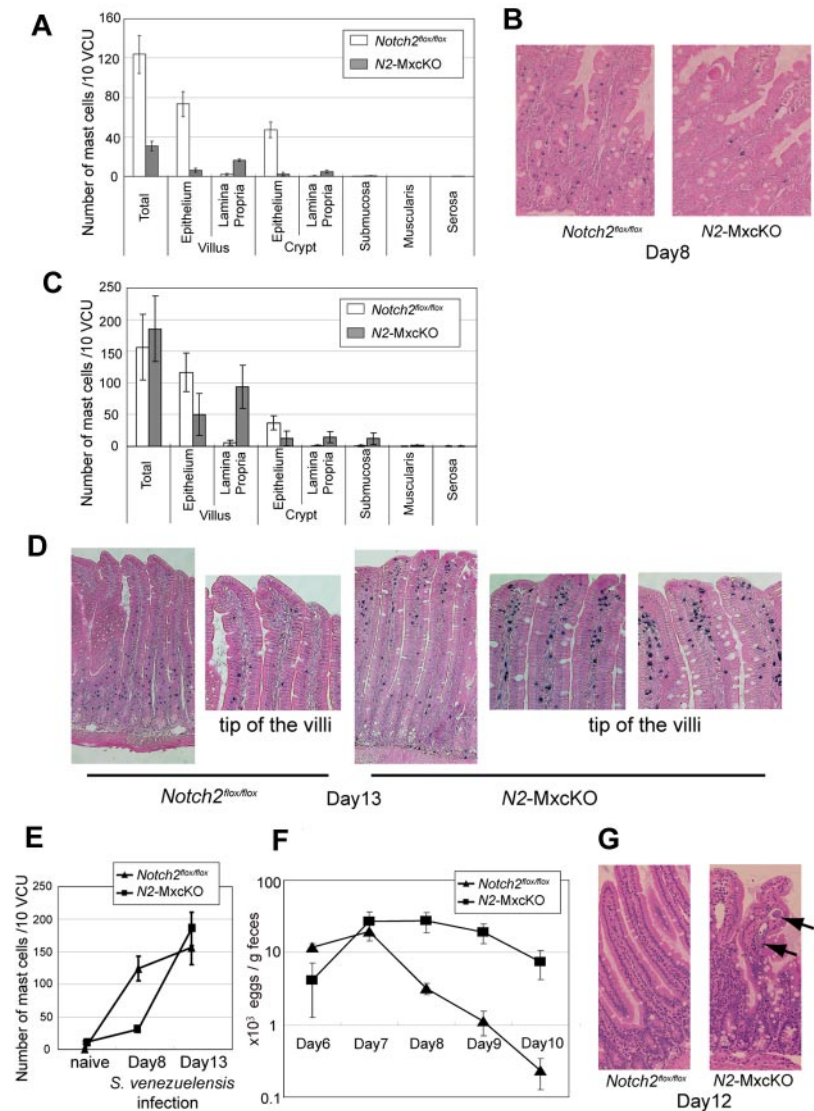 A
Number of mast cells /10 VCU
160
120
80
40
0
Notch2flox/flox
N2-MxcKO
Total
Epithelium
Lamina
Propria
Epithelium
Lamina
Propria
Submucosa
Muscularis
Serosa
Villus
Crypt
B
Notch2flox/flox
N2-MxcKO
Day8
C
Number of mast cells /10 VCU
250
200
150
100
50
0
Notch2flox/flox
N2-MxcKO
Total
Epithelium
Lamina
Propria
Epithelium
Lamina
Propria
Submucosa
Muscularis
Serosa
Villus
Crypt
D
tip of the villi
tip of the villi
Notch2flox/flox
Day13
N2-MxcKO
E
Notch2flox/flox
N2-MxcKO
Number of mast cells /10 VCU
250
200
150
100
50
0
naive
Day8
Day13
S. venezuelensis
infection
F
Notch2flox/flox
N2-MxcKO
x10³ eggs / g feces
100
10
1
0.1
Day6
Day7
Day8
Day9
Day10
G
Notch2flox/flox
N2-MxcKO
Day12